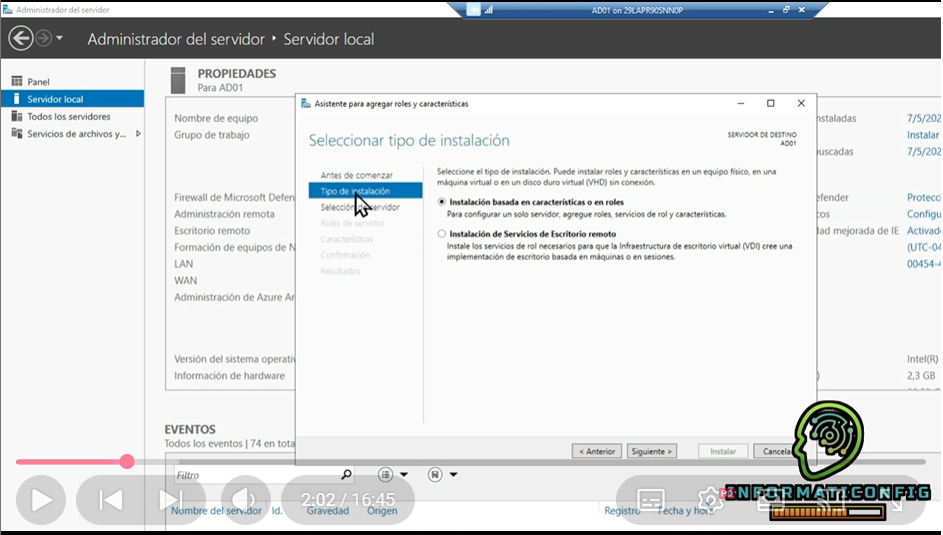 Administrador del servidor
AD01 on 29LAPR90SNN0P
Administrador del servidor • Servidor local
Panel
Servidor local
Todos los servidores
Servicios de archivos y...
PROPIEDADES
Para AD01
Nombre de equipo
Grupo de trabajo
Firewall de Microsoft Defen
Administración remota
Escritorio remoto
Formación de equipos de N
LAN
WAN
Administración de Azure Ar
Versión del sistema operativ
Información de hardware
nstaladas
7/5/202
Instalar
uscadas
7/5/202
efender
Protecci
cos
Configu
dad mejorada de IE
Activad
(UTC-04
00454-4
Intel(R)
2,3 GB
Asistente para agregar roles y características
Seleccionar tipo de instalación
SERVIDOR DE DESTINO
AD01
Antes de comenzar
Tipo de instalación
Selección de servidor
Roles de servidor
Características
Confirmación
Resultados
Seleccione el tipo de instalación. Puede instalar roles y características en un equipo físico, en una
máquina virtual o en un disco duro virtual (VHD) sin conexión.
Instalación basada en características o en roles
Para configurar un solo servidor, agregue roles, servicios de rol y características.
Instalación de Servicios de Escritorio remoto
Instale los servicios de rol necesarios para que la Infraestructura de escritorio virtual (VDI) cree una
implementación de escritorio basada en máquinas o en sesiones.
< Anterior
Siguiente >
Instalar
Cancela
EVENTOS
Todos los eventos | 74 en tota
Filtro
2:02 / 16:45
INFORMATICONFIG
Nombre del servidor
Id.
Gravedad
Origen
Registro
Fecha y hora